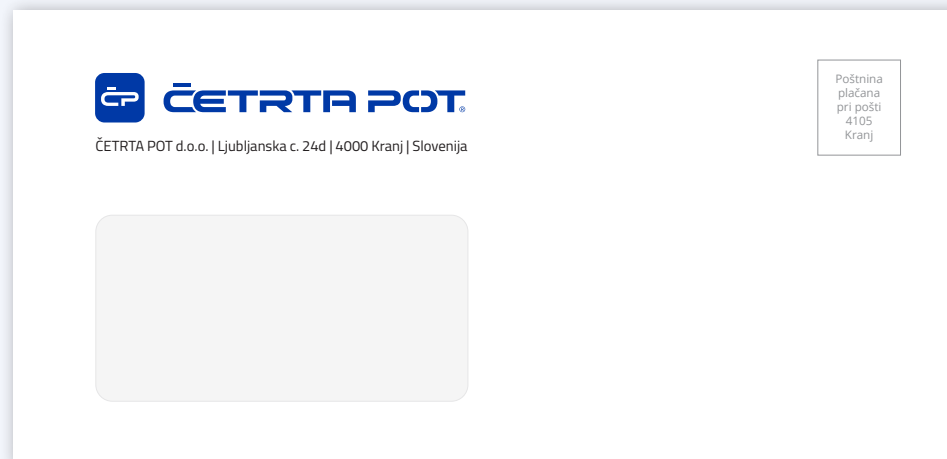 ČP ČETRTA POT®
ČETRTA POT d.o.o. | Ljubljanska c. 24d | 4000 Kranj | Slovenija
Poštnina
plačana
pri pošti
4105
Kranj